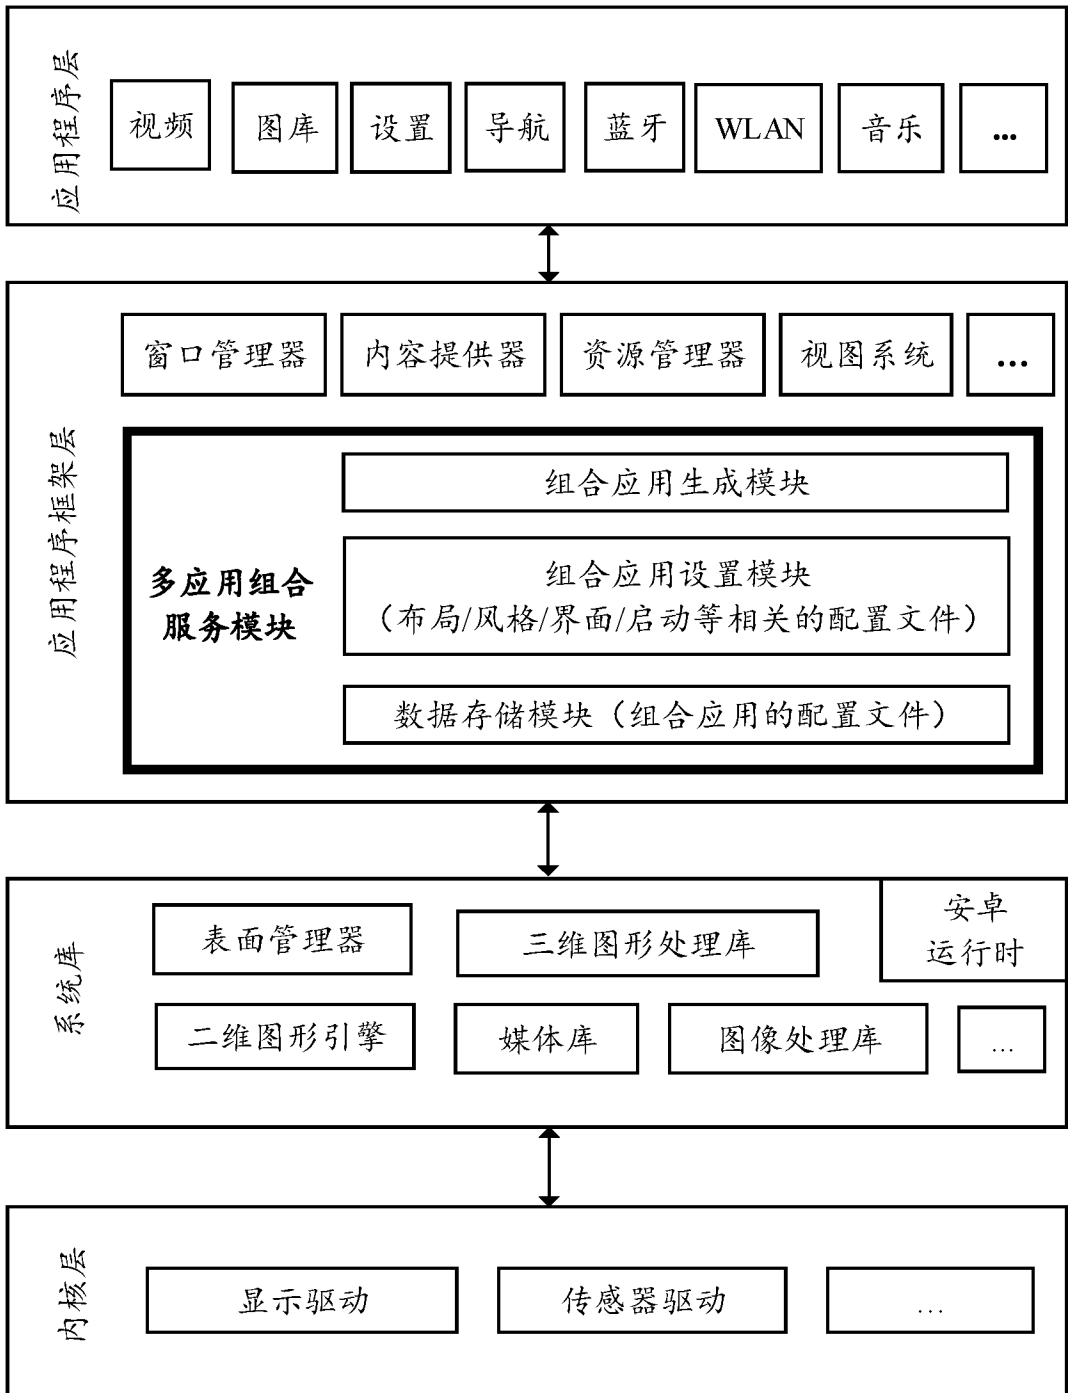 应用程序层
视频
图库
设置
导航
蓝牙
WLAN
音乐
...
应用程序框架层
窗口管理器
内容提供器
资源管理器
视图系统
...
多应用组合
服务模块
组合应用生成模块
组合应用设置模块
（布局/风格/界面/启动等相关的配置文件）
数据存储模块（组合应用的配置文件）
系统库
表面管理器
三维图形处理库
安卓
运行时
二维图形引擎
媒体库
图像处理库
...
内核层
显示驱动
传感器驱动
...